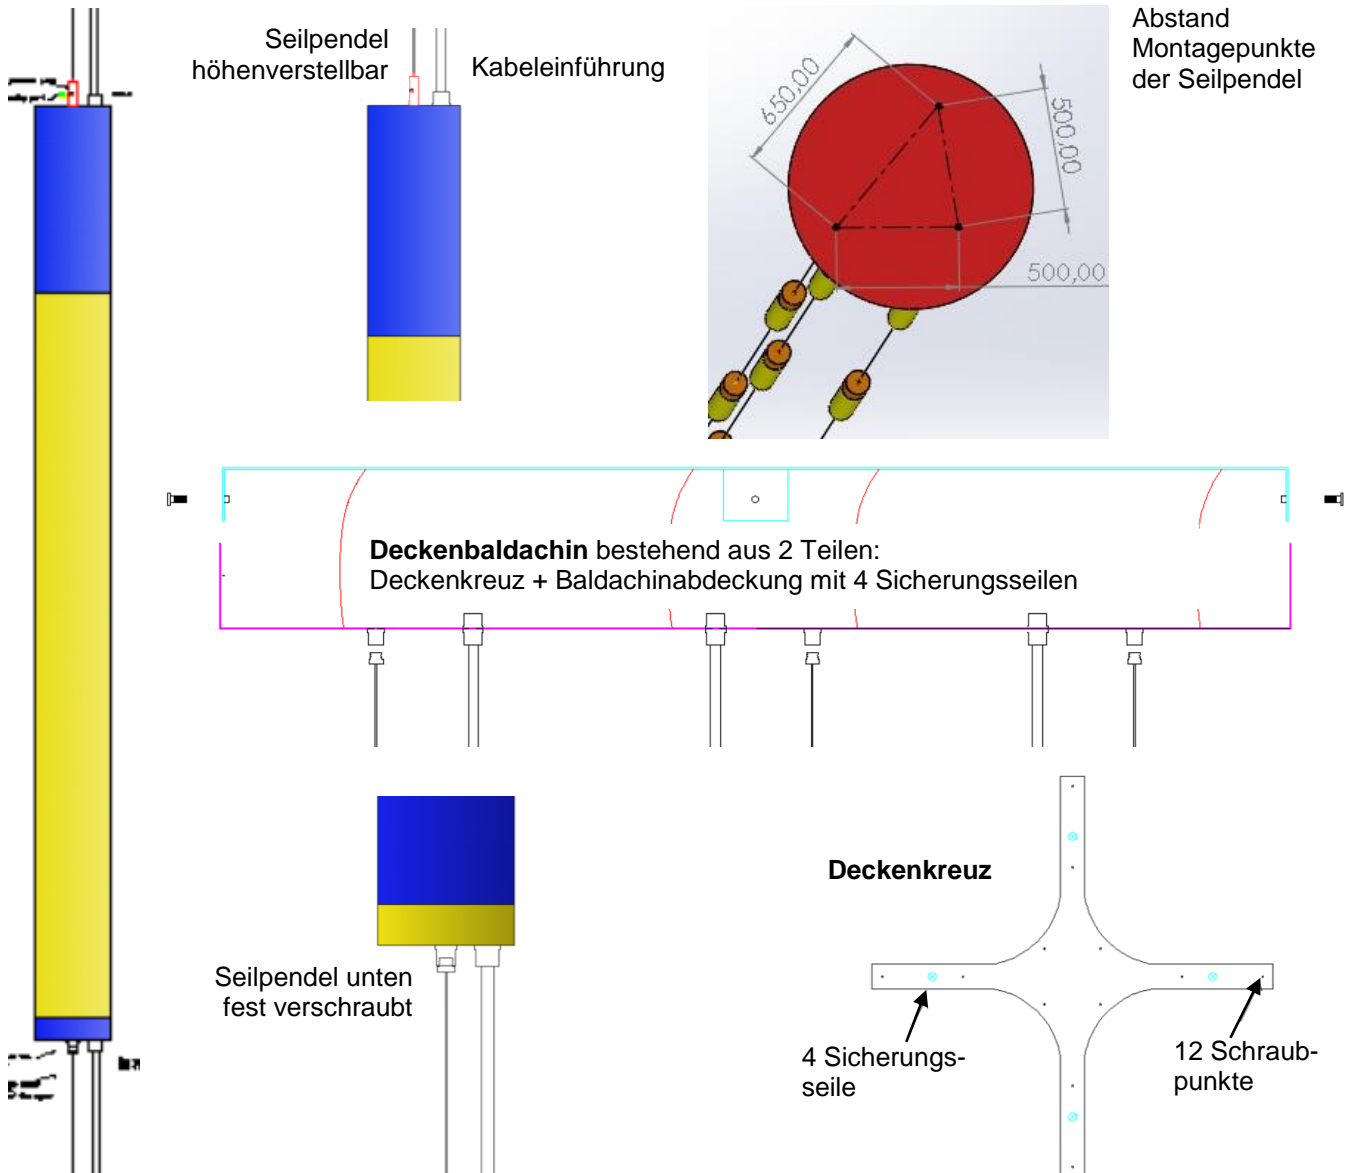 Seilpendel
höhenverstellbar
Kabeleinführung
Abstand
Montagepunkte
der Seilpendel
650,00
500,00
500,00
Deckenbaldachin bestehend aus 2 Teilen:
Deckenkreuz + Baldachinabdeckung mit 4 Sicherungsseilen
Seilpendel unten
fest verschraubt
Deckenkreuz
4 Sicherungs-
seile
12 Schraub-
punkte